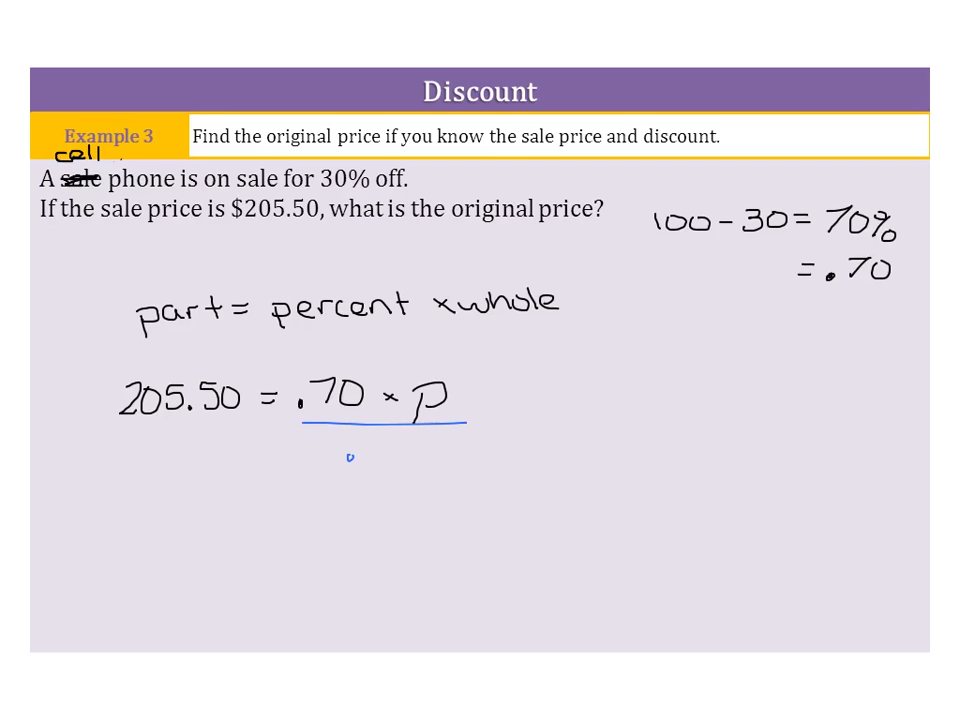 Discount
Example 3
Find the original price if you know the sale price and discount.
cell
A sale phone is on sale for 30% off.
If the sale price is $205.50, what is the original price?
100 - 30 = 70%
= .70
part = percent x whole
205.50 = .70 x p